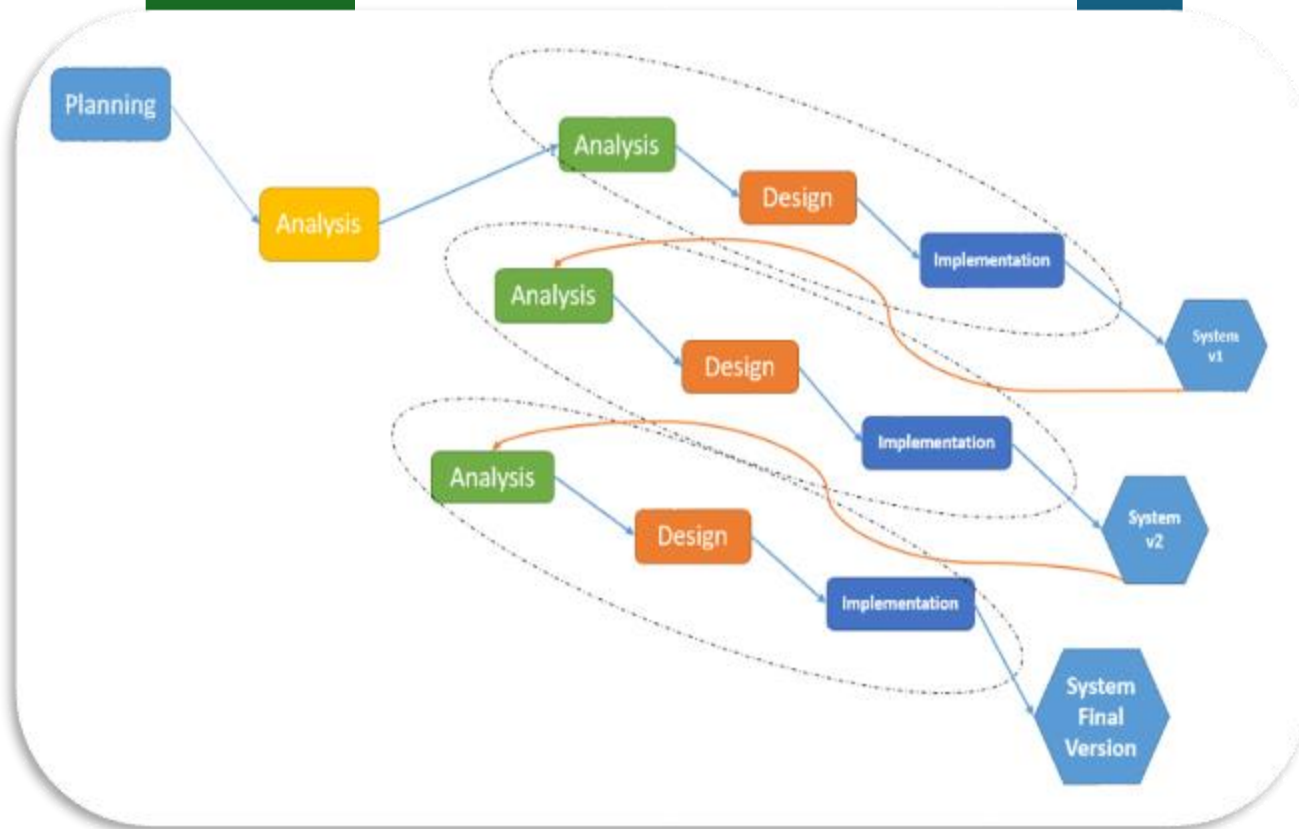 Planning
Analysis
Analysis
Design
Implementation
System
v1
Analysis
Design
Implementation
System
v2
Analysis
Design
Implementation
System
Final
Version